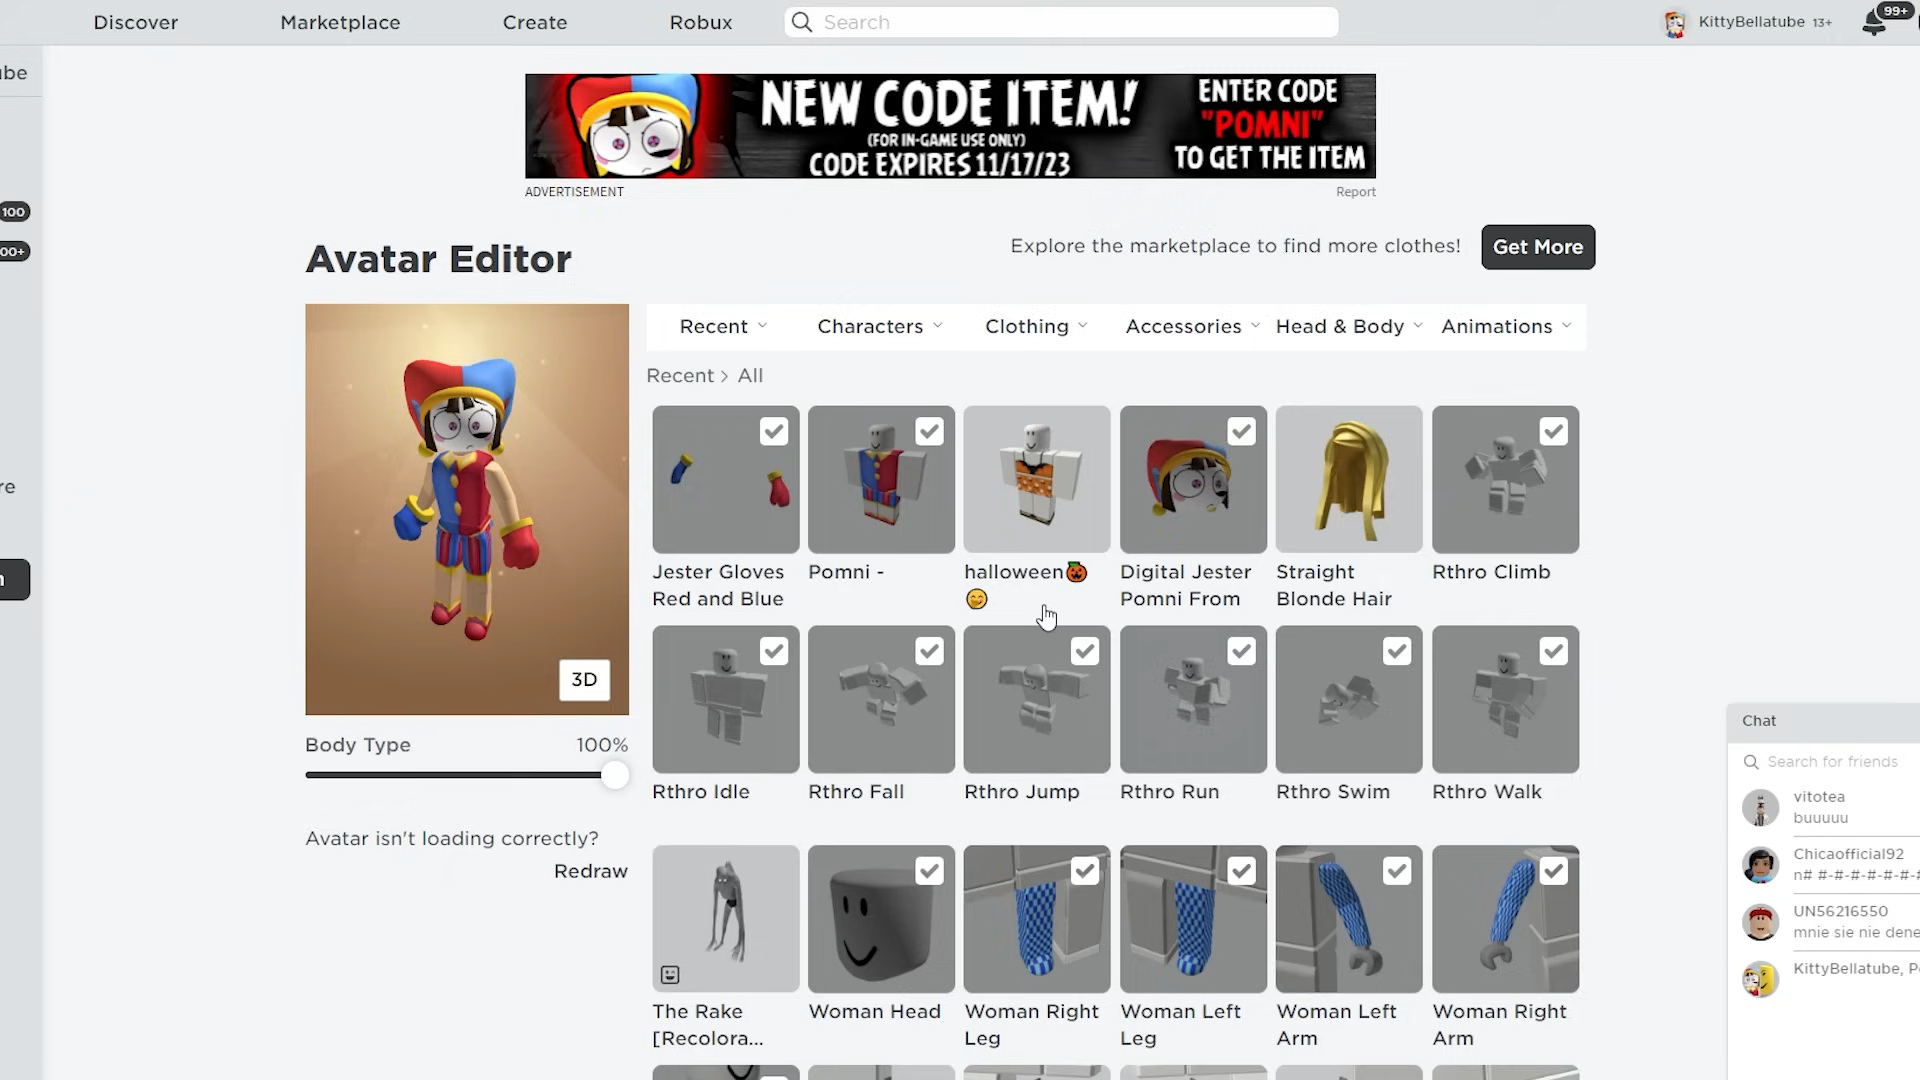 Discover
Marketplace
Create
Robux
Search
KittyBellatube 13+
99+
ube
NEW CODE ITEM!
(FOR IN-GAME USE ONLY)
CODE EXPIRES 11/17/23
ENTER CODE
"POMNI"
TO GET THE ITEM
ADVERTISEMENT
Report
100
00+
re
Avatar Editor
Explore the marketplace to find more clothes!
Get More
Recent
Characters
Clothing
Accessories
Head & Body
Animations
Recent > All
Jester Gloves
Red and Blue
Pomni -
halloween🎃
😊
Digital Jester
Pomni From
Straight
Blonde Hair
Rthro Climb
3D
Body Type
100%
Avatar isn't loading correctly?
Redraw
Rthro Idle
Rthro Fall
Rthro Jump
Rthro Run
Rthro Swim
Rthro Walk
The Rake
[Recolora...
Woman Head
Woman Right
Leg
Woman Left
Leg
Woman Left
Arm
Woman Right
Arm
Chat
Search for friends
vitotea
buuuuu
Chicaofficial92
n# #-#-#-#-#-#
UN56216550
mnie sie nie dene
KittyBellatube, P